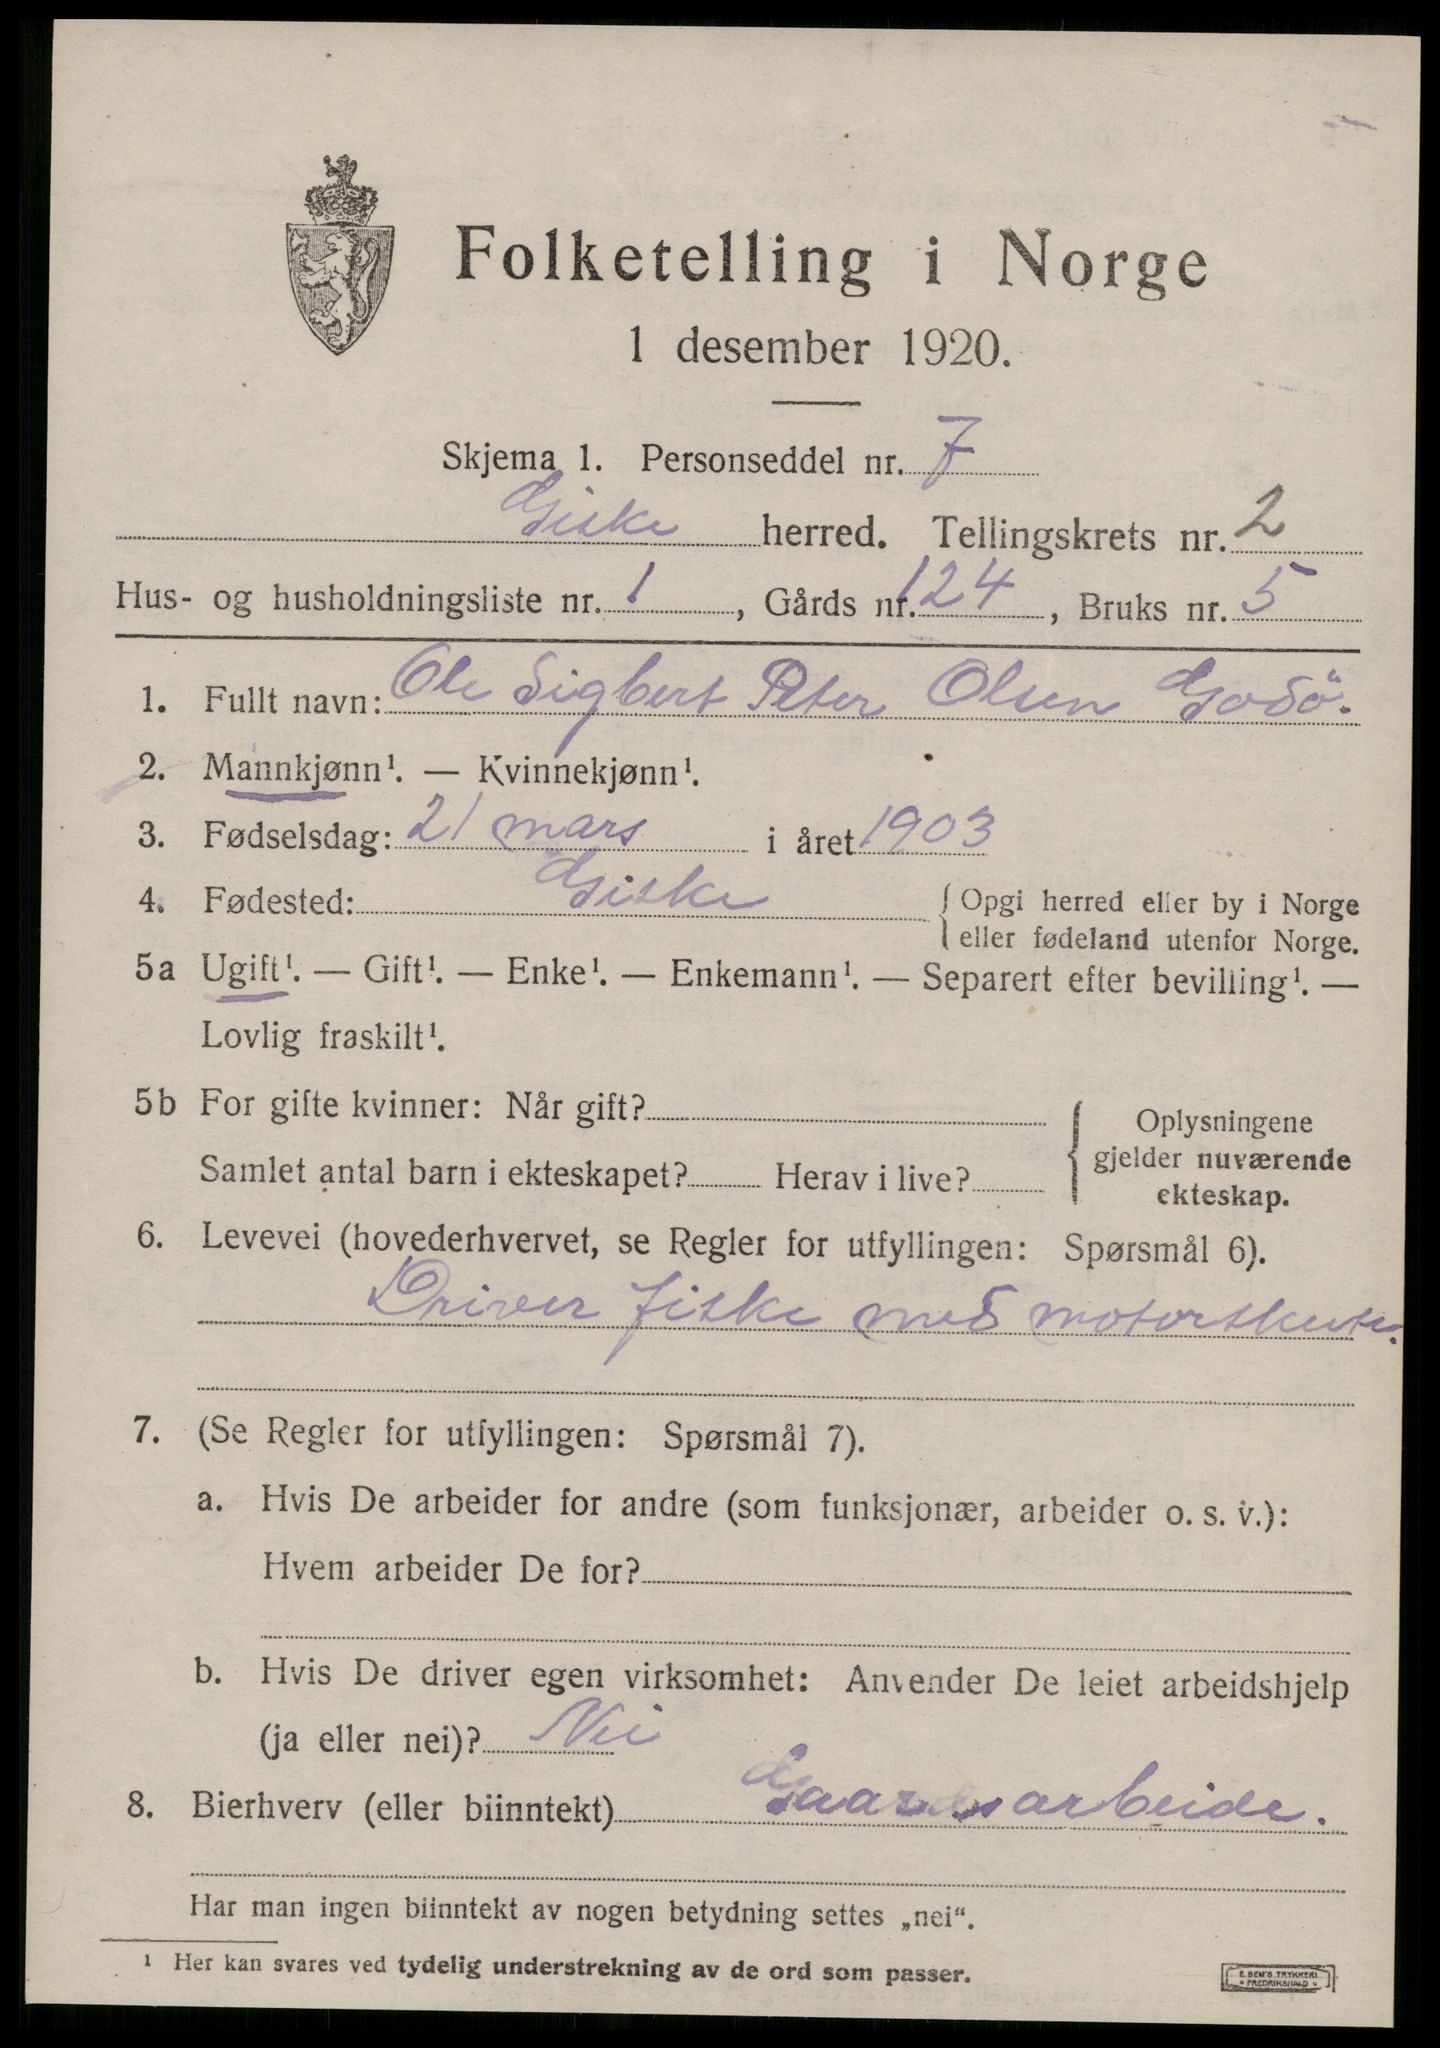 Folketelling i Norge
1 desember 1920.
Skjema 1. Personseddel nr. 7
Giske herred. Tellingskrets nr. 2
Hus- og husholdningsliste nr. 1, Gårds nr. 124, Bruks nr. 5
1. Fullt navn: Ole Sigbert Peter Olsen Godö.
2. Mannkjønn¹. — Kvinnekjønn¹.
3. Fødselsdag: 21 mars i året 1903
4. Fødested: Giske { Opgi herred eller by i Norge
eller fødeland utenfor Norge.
5a Ugift¹. — Gift¹. — Enke¹. — Enkemann¹. — Separert efter bevilling¹. —
Lovlig fraskilt¹.
5b For gifte kvinner: Når gift? { Oplysningene
gjelder nuværende
ekteskap.
Samlet antal barn i ekteskapet? Herav i live?
6. Levevei (hovederhvervet, se Regler for utfyllingen: Spørsmål 6).
Driver fiske med motorskute.
7. (Se Regler for utfyllingen: Spørsmål 7).
a. Hvis De arbeider for andre (som funksjonær, arbeider o. s. v.):
Hvem arbeider De for?
b. Hvis De driver egen virksomhet: Anvender De leiet arbeidshjelp
(ja eller nei)? Nei
8. Bierhverv (eller biinntekt) Gaardsarbeide.
Har man ingen biinntekt av nogen betydning settes „nei“.
¹ Her kan svares ved tydelig understrekning av de ord som passer.
E. SEM'S TRYKKERI
* FREDRIKSHALD *